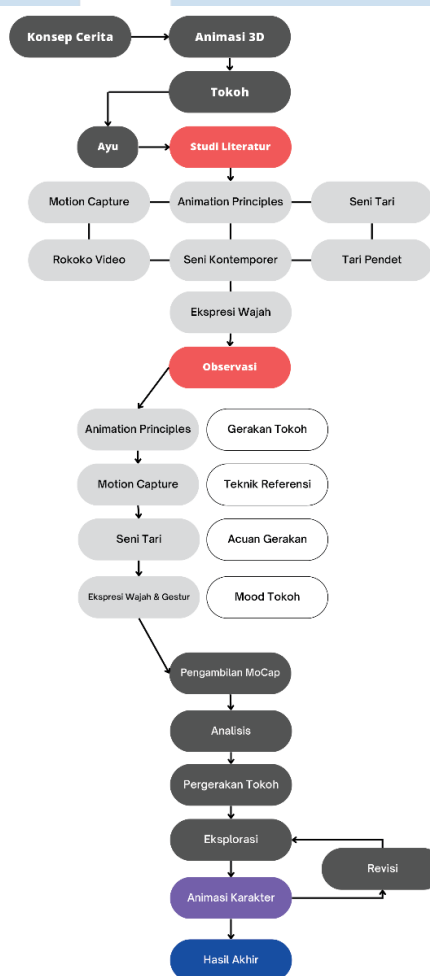 Konsep Cerita
Animasi 3D
Tokoh
Ayu
Studi Literatur
Motion Capture
Animation Principles
Seni Tari
Rokoko Video
Seni Kontemporer
Tari Pendet
Ekspresi Wajah
Observasi
Animation Principles
Gerakan Tokoh
Motion Capture
Teknik Referensi
Seni Tari
Acuan Gerakan
Ekspresi Wajah & Gestur
Mood Tokoh
Pengambilan MoCap
Analisis
Pergerakan Tokoh
Eksplorasi
Revisi
Animasi Karakter
Hasil Akhir